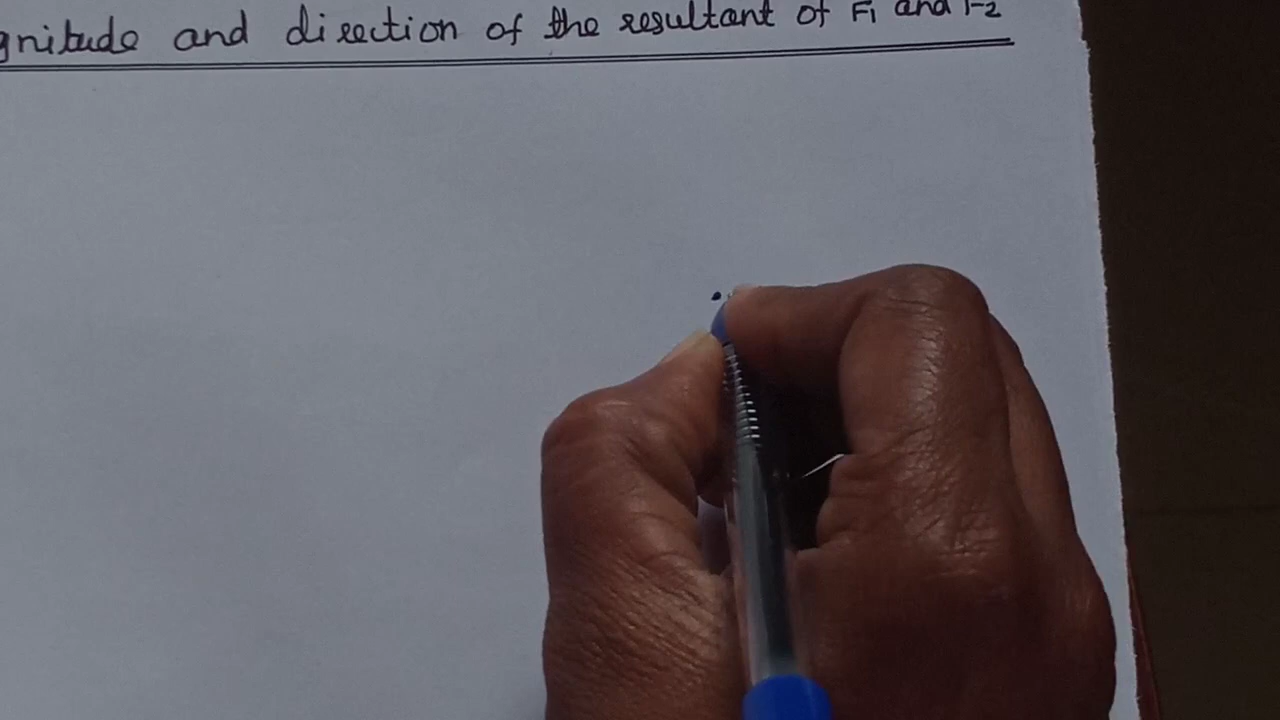 gnitude and direction of the resultant of F1 and F2